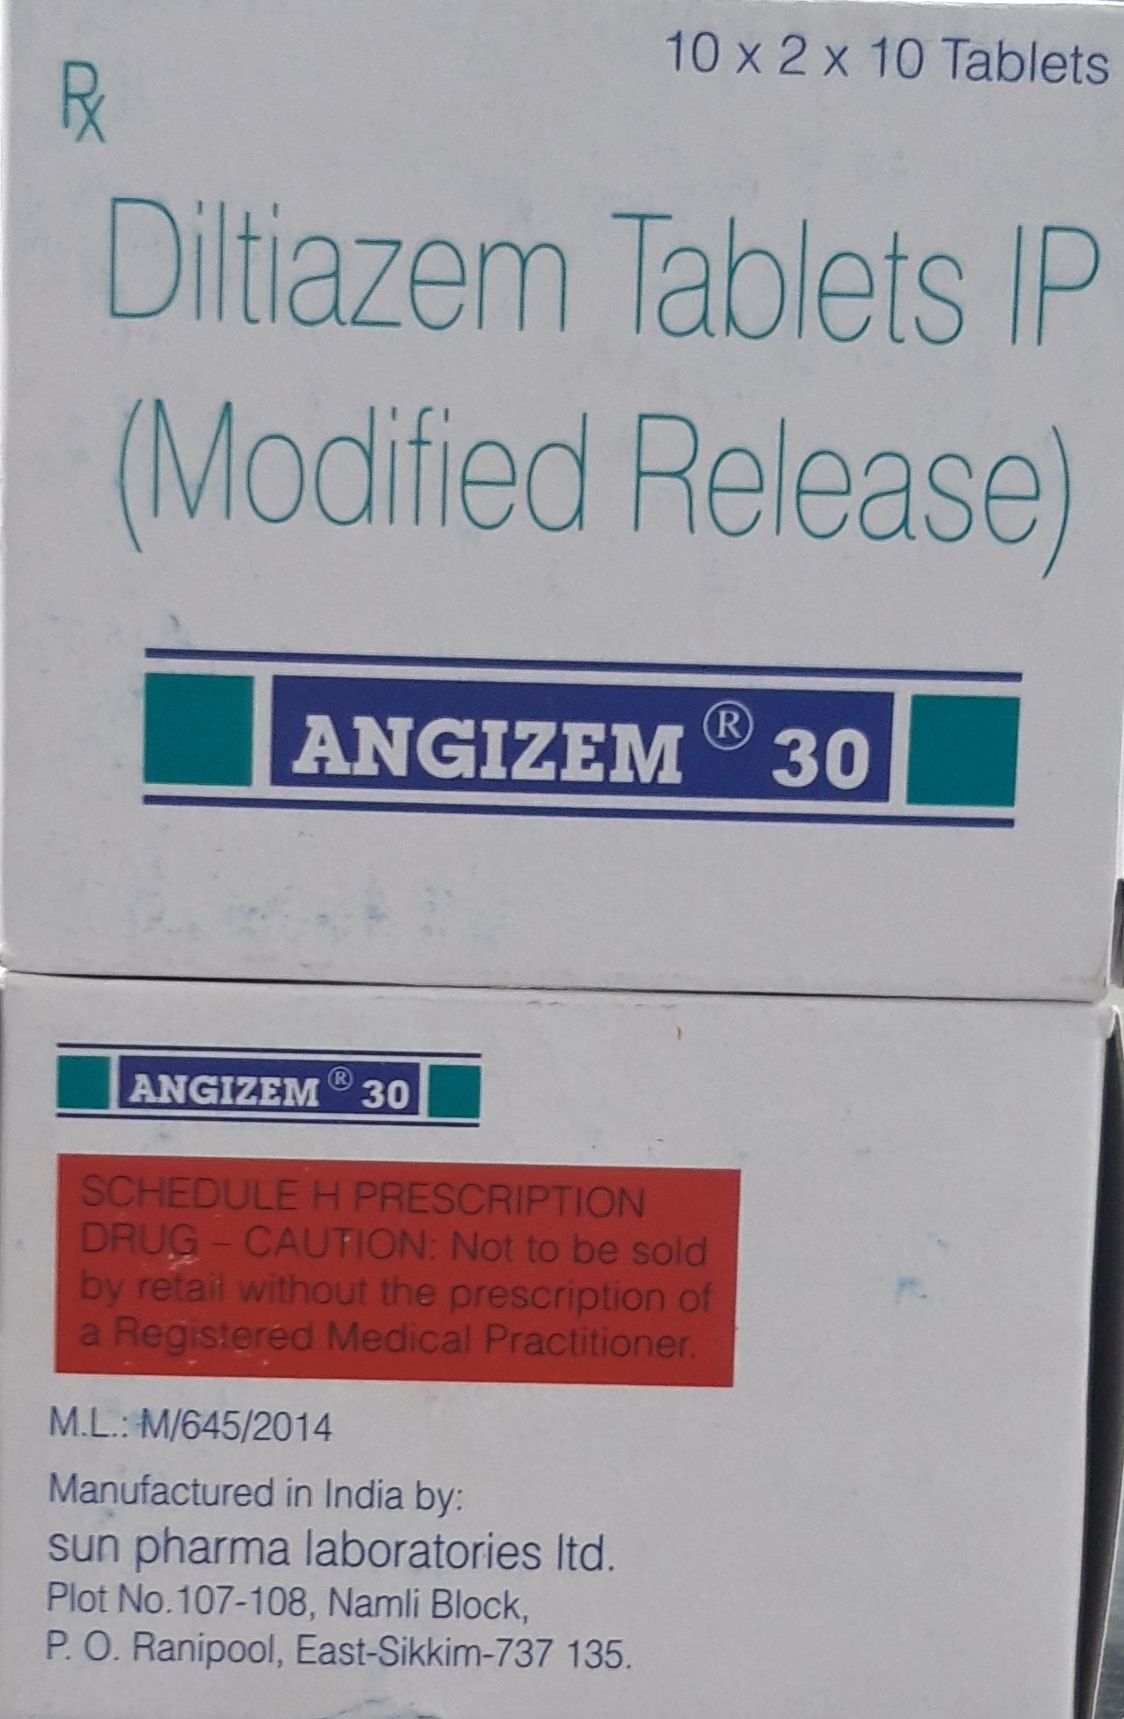 10 x 2 x 10 Tablets
Rx
Diltiazem Tablets IP
(Modified Release)
ANGIZEM ® 30
ANGIZEM ® 30
SCHEDULE H PRESCRIPTION
DRUG – CAUTION: Not to be sold
by retail without the prescription of
a Registered Medical Practitioner.
M.L.: M/645/2014
Manufactured in India by:
sun pharma laboratories ltd.
Plot No.107-108, Namli Block,
P. O. Ranipool, East-Sikkim-737 135.